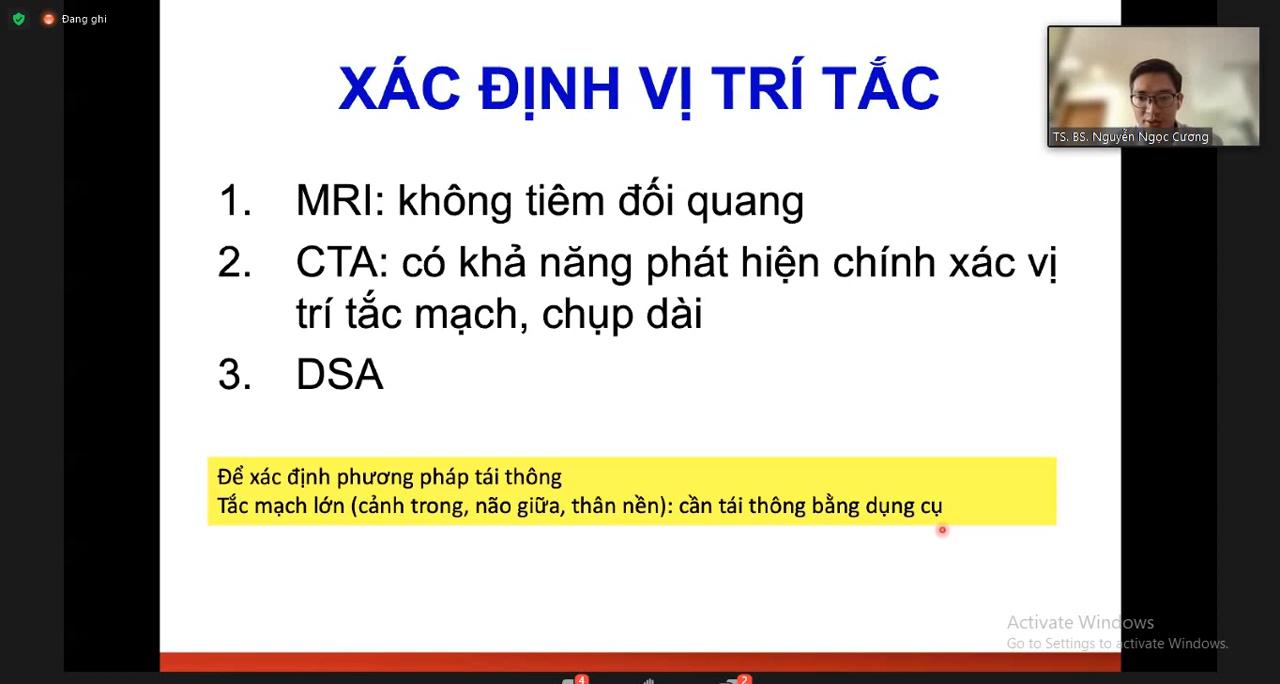 Đang ghi
XÁC ĐỊNH VỊ TRÍ TẮC
TS. BS. Nguyễn Ngọc Cương
1. MRI: không tiêm đối quang
2. CTA: có khả năng phát hiện chính xác vị
trí tắc mạch, chụp dài
3. DSA
Để xác định phương pháp tái thông
Tắc mạch lớn (cảnh trong, não giữa, thân nền): cần tái thông bằng dụng cụ
Activate Windows
Go to Settings to activate Windows.
4
2